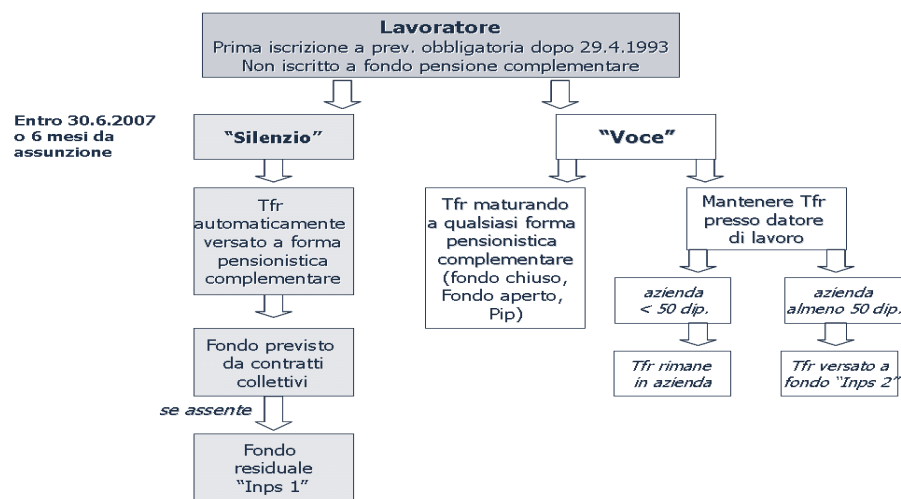 Lavoratore
Prima iscrizione a prev. obbligatoria dopo 29.4.1993
Non iscritto a fondo pensione complementare
Entro 30.6.2007
o 6 mesi da
assunzione
"Silenzio"
"Voce"
Tfr
automaticamente
versato a forma
pensionistica
complementare
Tfr maturando
a qualsiasi forma
pensionistica
complementare
(fondo chiuso,
Fondo aperto,
Pip)
Mantenere Tfr
presso datore
di lavoro
azienda
< 50 dip.
azienda
almeno 50 dip.
Fondo previsto
da contratti
collettivi
Tfr rimane
in azienda
Tfr versato a
fondo "Inps 2"
se assente
Fondo
residuale
"Inps 1"